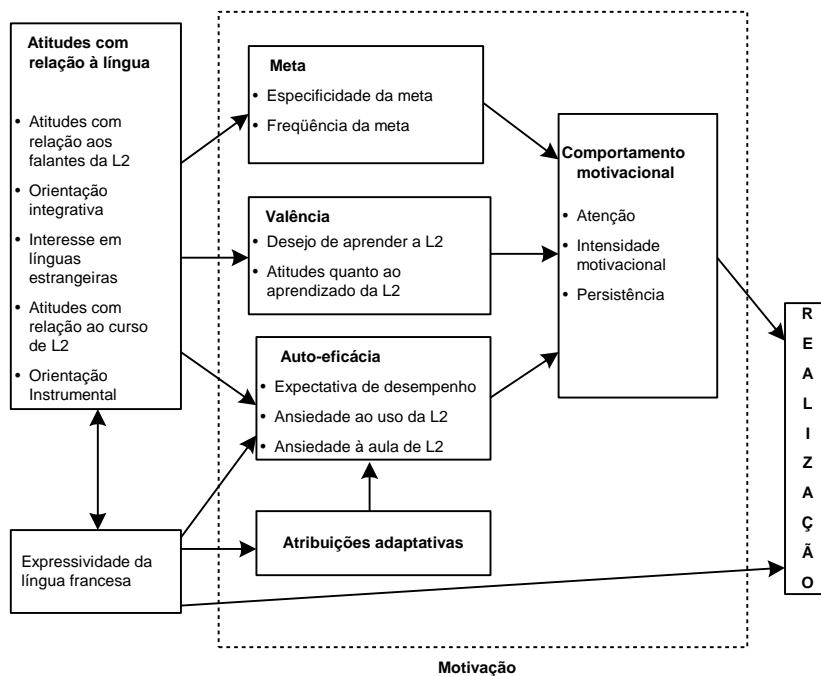 Atitudes com
relação à língua
• Atitudes com
relação aos
falantes da L2
• Orientação
integrativa
• Interesse em
línguas
estrangeiras
• Atitudes com
relação ao curso
de L2
• Orientação
Instrumental
Expressividade da
língua francesa
Meta
• Especificidade da meta
• Freqüência da meta
Valência
• Desejo de aprender a L2
• Atitudes quanto ao
aprendizado da L2
Auto-eficácia
• Expectativa de desempenho
• Ansiedade ao uso da L2
• Ansiedade à aula de L2
Atribuições adaptativas
Comportamento
motivacional
• Atenção
• Intensidade
motivacional
• Persistência
R
E
A
L
I
Z
A
Ç
Ã
O
Motivação